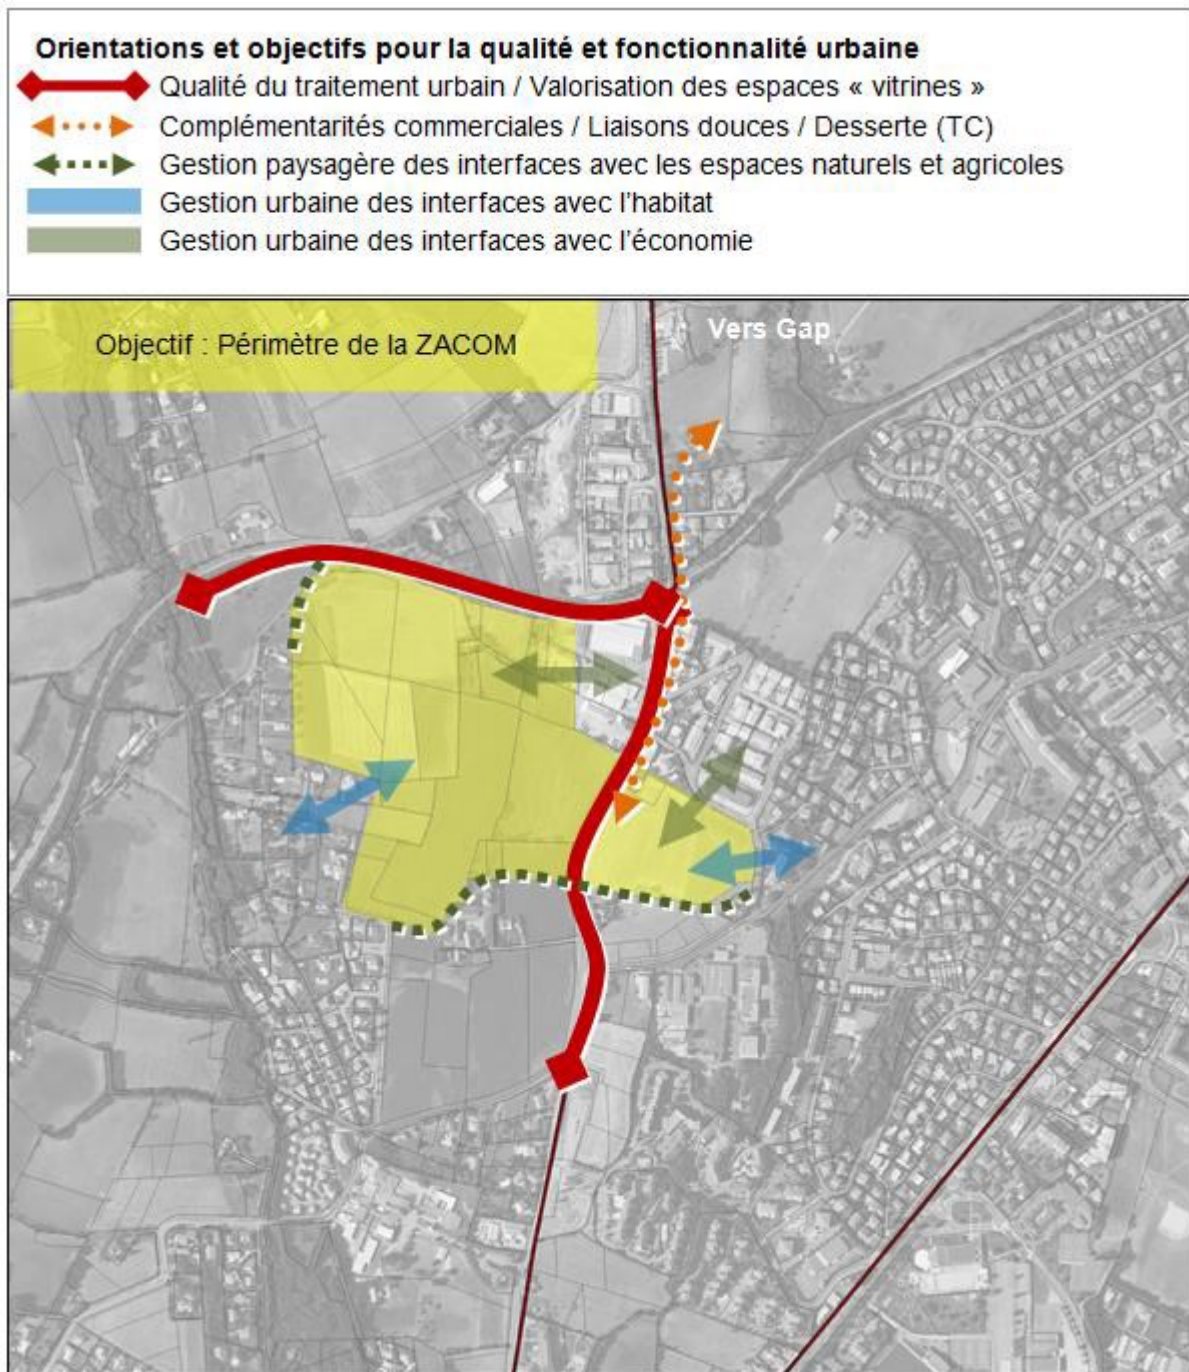 Orientations et objectifs pour la qualité et fonctionnalité urbaine
Qualité du traitement urbain / Valorisation des espaces « vitrines »
Complémentarités commerciales / Liaisons douces / Desserte (TC)
Gestion paysagère des interfaces avec les espaces naturels et agricoles
Gestion urbaine des interfaces avec l'habitat
Gestion urbaine des interfaces avec l'économie
Objectif : Périmètre de la ZACOM
Vers Gap